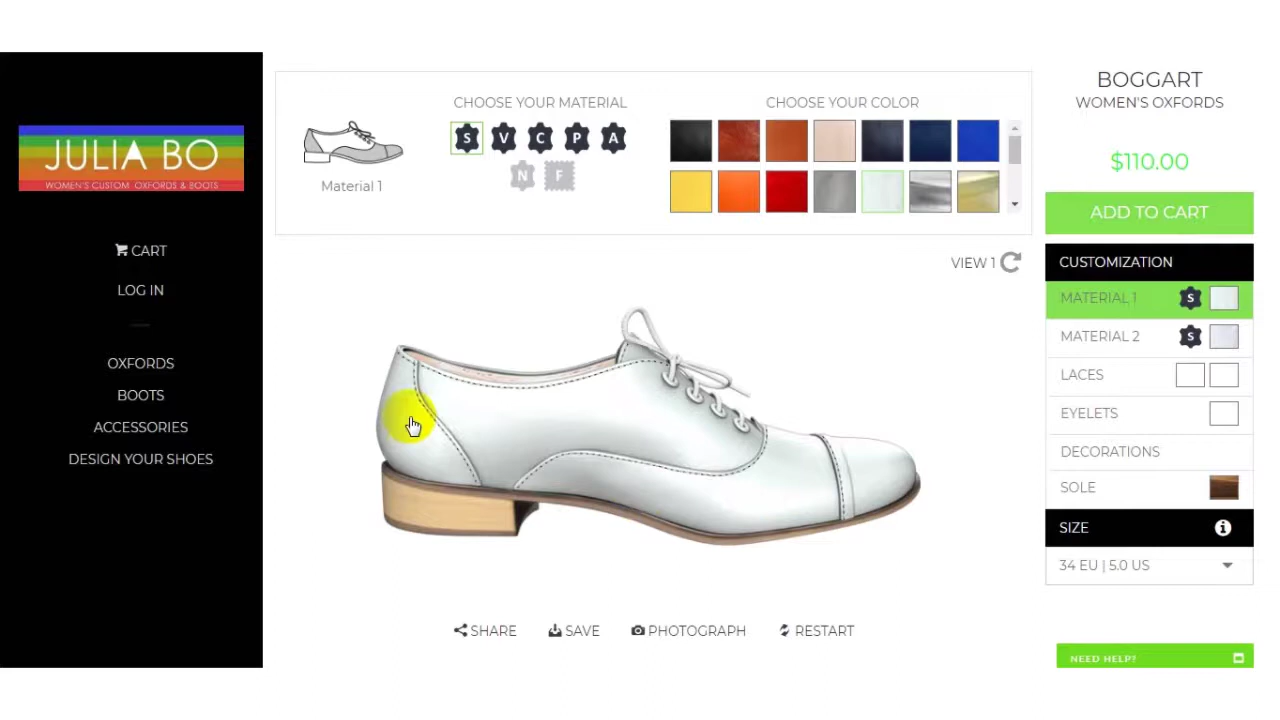 JULIA BO
WOMEN'S CUSTOM OXFORDS & BOOTS
CART
LOG IN
OXFORDS
BOOTS
ACCESSORIES
DESIGN YOUR SHOES
Material 1
CHOOSE YOUR MATERIAL
S V C P A
N F
CHOOSE YOUR COLOR
VIEW 1
SHARE
SAVE
PHOTOGRAPH
RESTART
BOGGART
WOMEN'S OXFORDS
$110.00
ADD TO CART
CUSTOMIZATION
MATERIAL 1 S
MATERIAL 2 S
LACES
EYELETS
DECORATIONS
SOLE
SIZE i
34 EU | 5.0 US
NEED HELP?